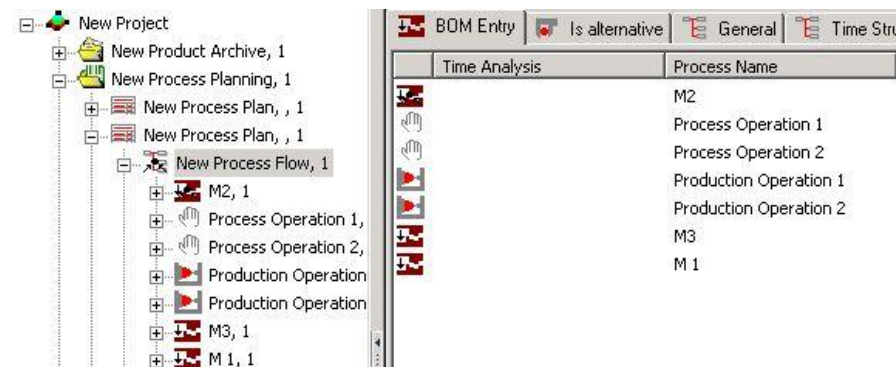 New Project
New Product Archive, 1
New Process Planning, 1
New Process Plan, , 1
New Process Plan, , 1
New Process Flow, 1
M2, 1
Process Operation 1,
Process Operation 2,
Production Operation
Production Operation
M3, 1
M 1, 1
BOM Entry Is alternative General Time Stru
Time Analysis Process Name
M2
Process Operation 1
Process Operation 2
Production Operation 1
Production Operation 2
M3
M 1